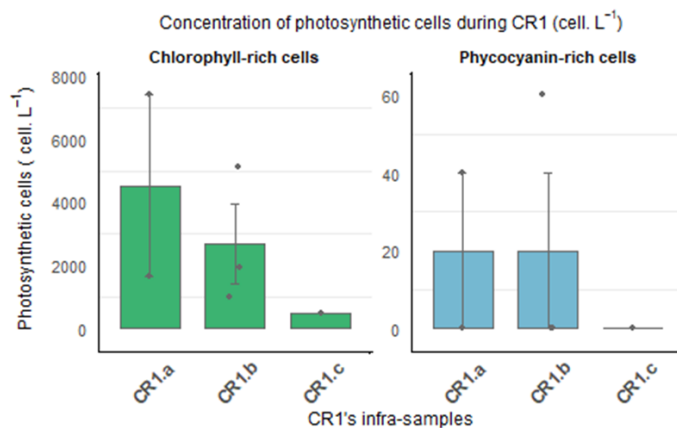 Concentration of photosynthetic cells during CR1 (cell. L⁻¹)
Chlorophyll-rich cells
Phycocyanin-rich cells
Photosynthetic cells ( cell. L⁻¹)
8000
6000
4000
2000
0
60
40
20
0
CR1.a
CR1.b
CR1.c
CR1.a
CR1.b
CR1.c
CR1's infra-samples